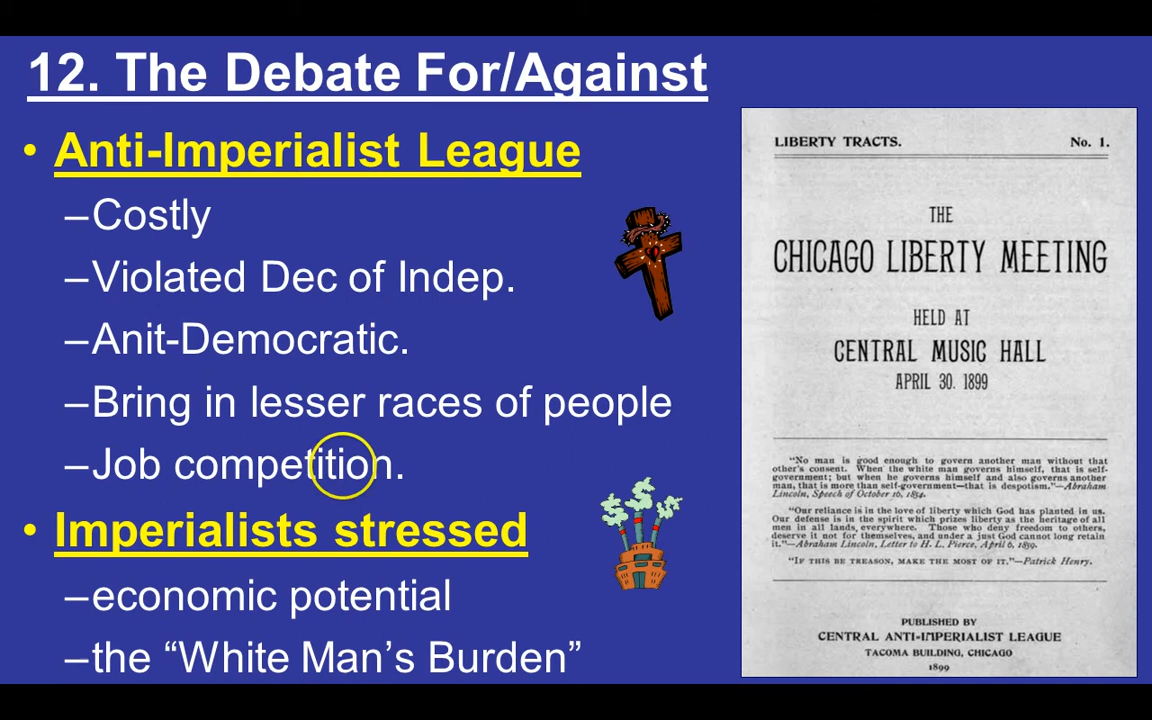 12. The Debate For/Against
• Anti-Imperialist League
–Costly
–Violated Dec of Indep.
–Anit-Democratic.
–Bring in lesser races of people
–Job competition.
• Imperialists stressed
–economic potential
–the “White Man’s Burden”
LIBERTY TRACTS. No. 1.
THE
CHICAGO LIBERTY MEETING
HELD AT
CENTRAL MUSIC HALL
APRIL 30. 1899
“No man is good enough to govern another man without that
other’s consent. When the white man governs himself, that is self-
government; but when he governs himself and also governs another
man, that is more than self-government—that is despotism.”—Abraham
Lincoln, Speech of October 16, 1854.
“Our reliance is in the love of liberty which God has planted in us.
Our defense is in the spirit which prizes liberty as the heritage of all
men in all lands, everywhere. Those who deny freedom to others,
deserve it not for themselves, and under a just God cannot long retain
it.”—Abraham Lincoln, Letter to H. L. Pierce, April 6, 1859.
“IF THIS BE TREASON, MAKE THE MOST OF IT.”—Patrick Henry.
PUBLISHED BY
CENTRAL ANTI-IMPERIALIST LEAGUE
TACOMA BUILDING, CHICAGO
1899